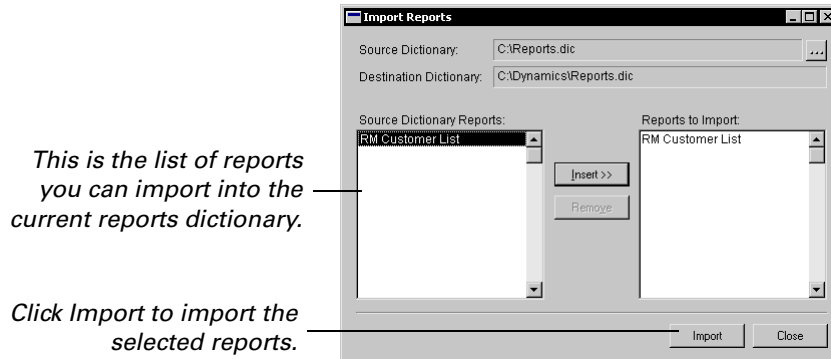 Import Reports
Source Dictionary: C:\Reports.dic ...
Destination Dictionary: C:\Dynamics\Reports.dic
Source Dictionary Reports: Reports to Import:
RM Customer List RM Customer List
This is the list of reports
you can import into the
current reports dictionary.
Insert >>
Remove
Click Import to import the
selected reports.
Import Close